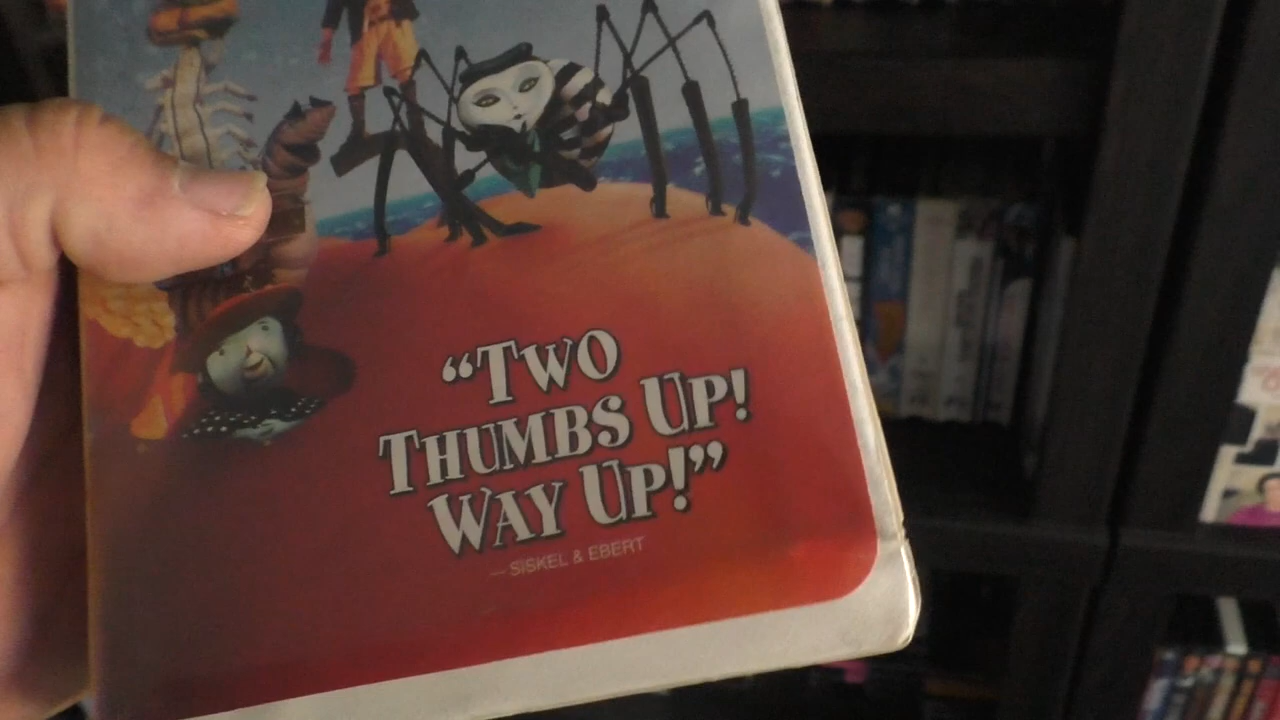 “TWO
THUMBS UP!
WAY UP!”
— SISKEL & EBERT